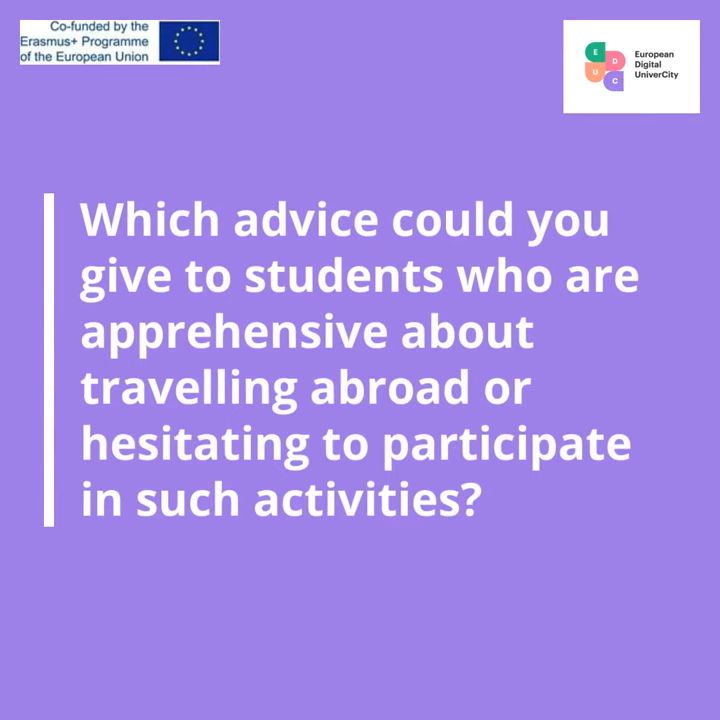 Co-funded by the
Erasmus+ Programme
of the European Union
E
D
U
C
European
Digital
UniverCity
Which advice could you
give to students who are
apprehensive about
travelling abroad or
hesitating to participate
in such activities?